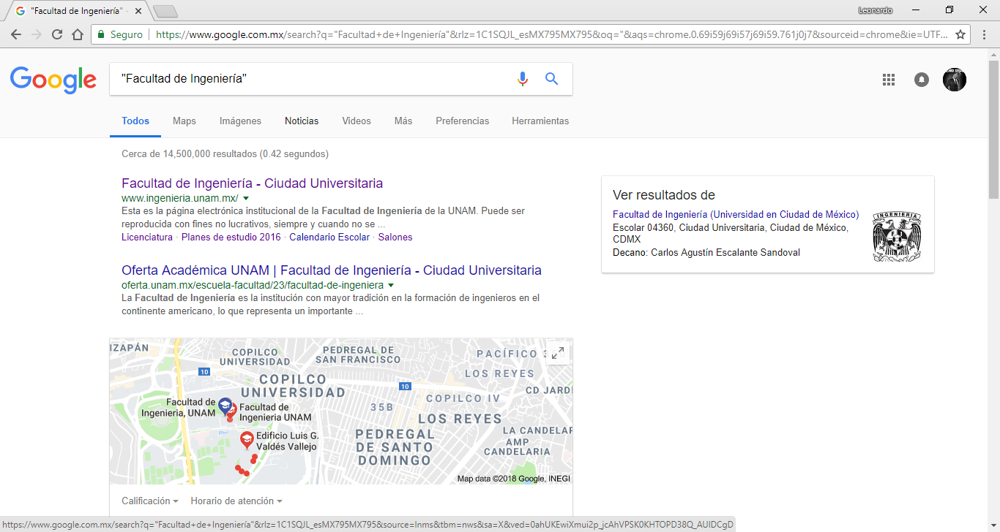 "Facultad de Ingeniería" -
Leonardo
Seguro
https://www.google.com.mx/search?q="Facultad+de+Ingeniería"&rlz=1C1SQJL_esMX795MX795&oq="&aqs=chrome.0.69i59j69i57j69i59.761j0j7&sourceid=chrome&ie=UTF...
Google
"Facultad de Ingeniería"
Todos Maps Imágenes Noticias Videos Más Preferencias Herramientas
Cerca de 14,500,000 resultados (0.42 segundos)
Facultad de Ingeniería - Ciudad Universitaria
www.ingenieria.unam.mx/
Esta es la página electrónica institucional de la Facultad de Ingeniería de la UNAM. Puede ser
reproducida con fines no lucrativos, siempre y cuando no se ...
Licenciatura · Planes de estudio 2016 · Calendario Escolar · Salones
Oferta Académica UNAM | Facultad de Ingeniería - Ciudad Universitaria
oferta.unam.mx/escuela-facultad/23/facultad-de-ingeniera
La Facultad de Ingeniería es la institución con mayor tradición en la formación de ingenieros en el
continente americano, lo que representa un importante ...
Ver resultados de
Facultad de Ingeniería (Universidad en Ciudad de México)
Escolar 04360, Ciudad Universitaria, Ciudad de México,
CDMX
Decano: Carlos Agustín Escalante Sandoval
INGENIERIA
IZAPÁN
COPILCO
UNIVERSIDAD
PEDREGAL DE
SAN FRANCISCO
PACÍFICO
LOS REYES
10
COPILCO
UNIVERSIDAD
10
CD JARDÍ
COPILCO IV
35B
LOS REYES
Facultad de
Ingenieria, UNAM
Facultad de
Ingenieria UNAM
Edificio Luis G.
Valdés Vallejo
PEDREGAL
DE SANTO
DOMINGO
LA CANDELAR
AMP
CANDELARIA
Map data ©2018 Google, INEGI
Calificación Horario de atención
https://www.google.com.mx/search?q="Facultad+de+Ingeniería"&rlz=1C1SQJL_esMX795MX795&source=lnms&tbm=nws&sa=X&ved=0ahUKEwiXmui2p_jcAhVPSK0KHTOPD38Q_AUIDCgD